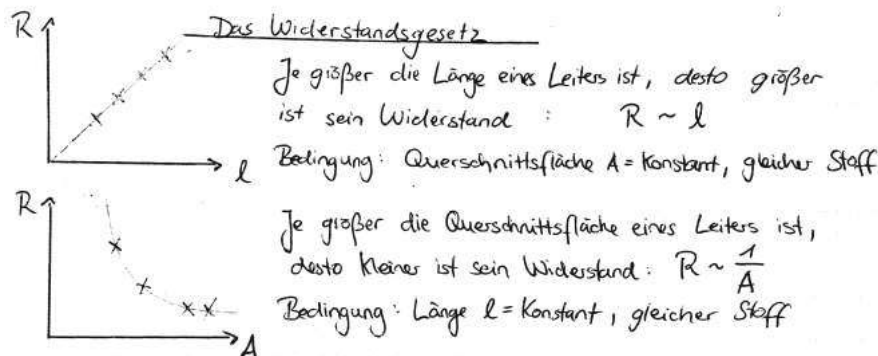 Das Widerstandsgesetz
R
Je größer die Länge eines Leiters ist, desto größer
ist sein Widerstand : R ~ l
l
Bedingung: Querschnittsfläche A = Konstant, gleicher Stoff
R
Je größer die Querschnittsfläche eines Leiters ist,
desto kleiner ist sein Widerstand: R ~ 1/A
Bedingung: Länge l = Konstant, gleicher Stoff
A